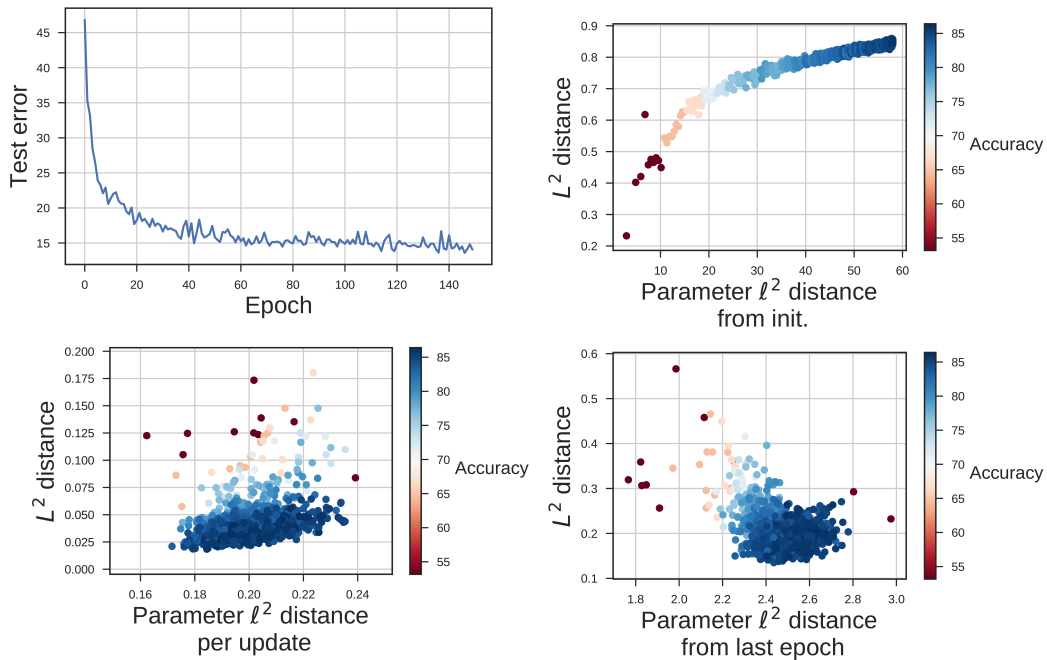 45
40
35
30
25
20
15
Test error
0 20 40 60 80 100 120 140
Epoch
0.9
0.8
0.7
0.6
0.5
0.4
0.3
0.2
L² distance
10 20 30 40 50 60
Parameter ℓ² distance
from init.
85
80
75
70
65
60
55
Accuracy
0.200
0.175
0.150
0.125
0.100
0.075
0.050
0.025
0.000
L² distance
0.16 0.18 0.20 0.22 0.24
Parameter ℓ² distance
per update
85
80
75
70
65
60
55
Accuracy
0.6
0.5
0.4
0.3
0.2
0.1
L² distance
1.8 2.0 2.2 2.4 2.6 2.8 3.0
Parameter ℓ² distance
from last epoch
85
80
75
70
65
60
55
Accuracy